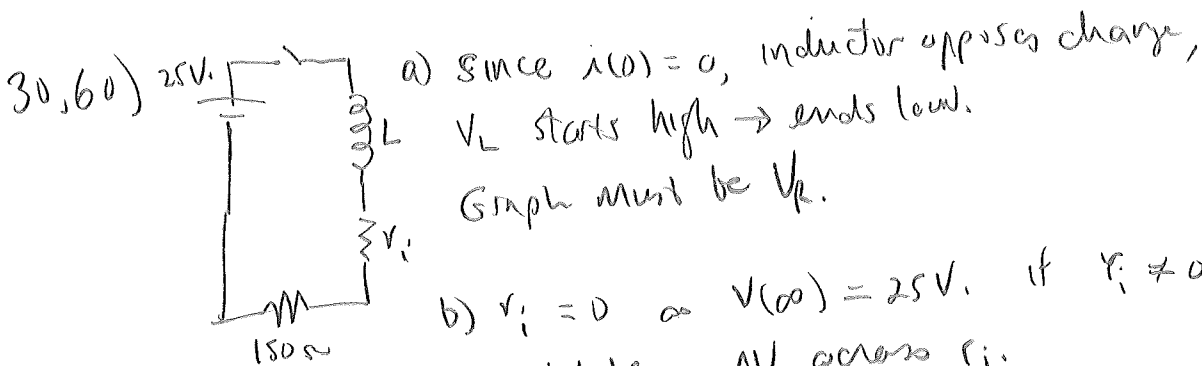 30,60) 25V.
L
r_i
150Ω
a) Since i(0) = 0, inductor opposes change,
V_L starts high → ends low.
Graph must be V_R.
b) r_i = 0 as V(∞) = 25V. if r_i ≠ 0
ΔV across r_i.